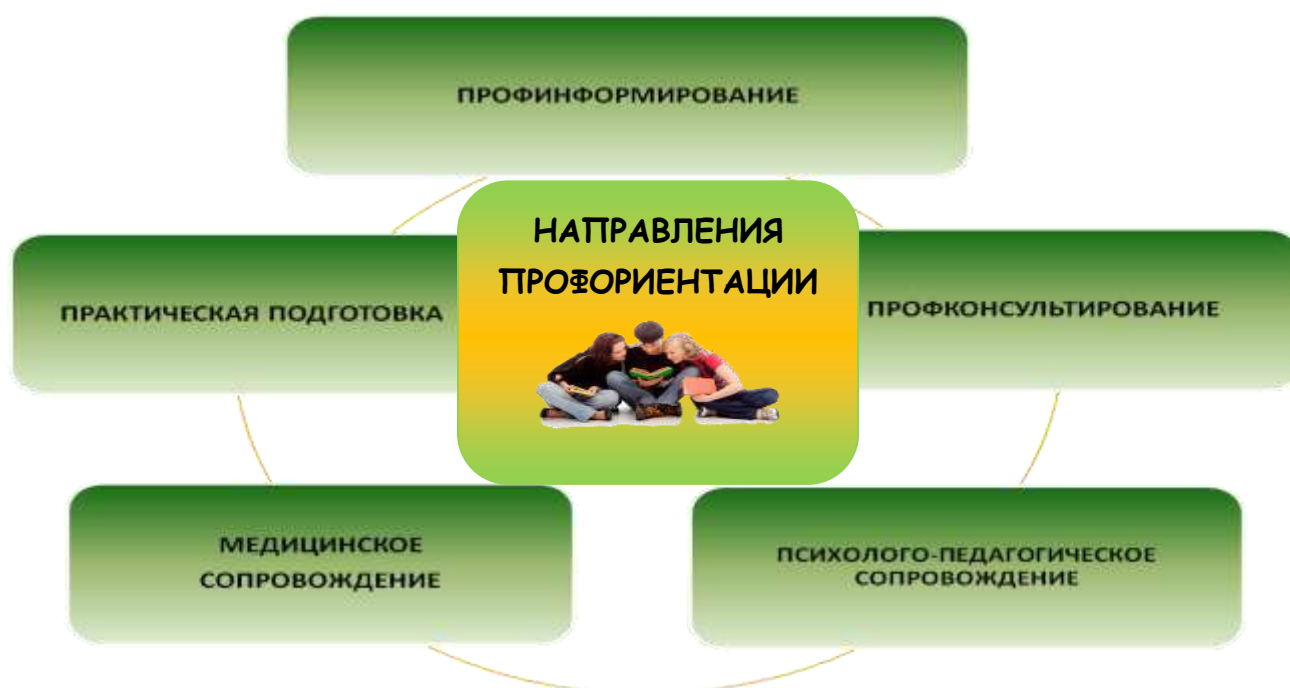 ПРОФИНФОРМИРОВАНИЕ
НАПРАВЛЕНИЯ
ПРОФОРИЕНТАЦИИ
ПРАКТИЧЕСКАЯ ПОДГОТОВКА
ПРОФКОНСУЛЬТИРОВАНИЕ
МЕДИЦИНСКОЕ
СОПРОВОЖДЕНИЕ
ПСИХОЛОГО-ПЕДАГОГИЧЕСКОЕ
СОПРОВОЖДЕНИЕ